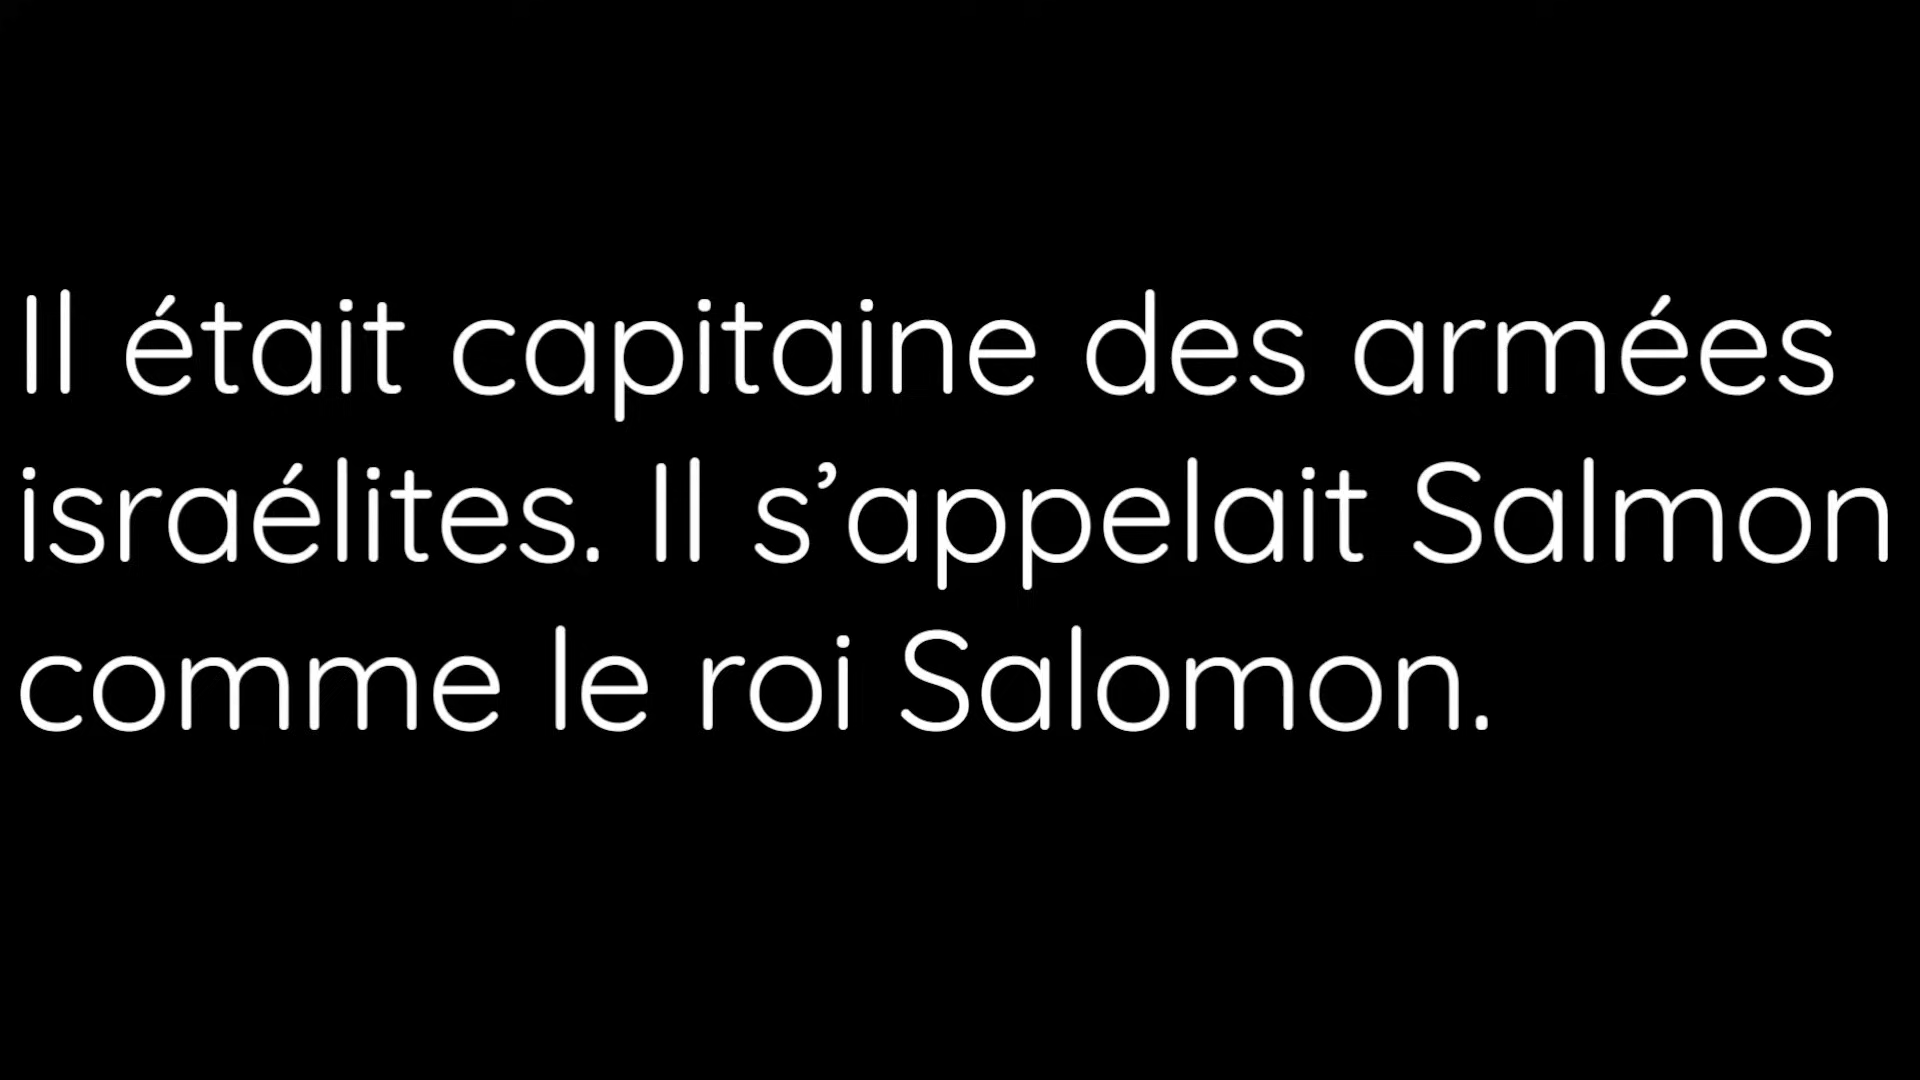 Il était capitaine des armées
israélites. Il s’appelait Salmon
comme le roi Salomon.